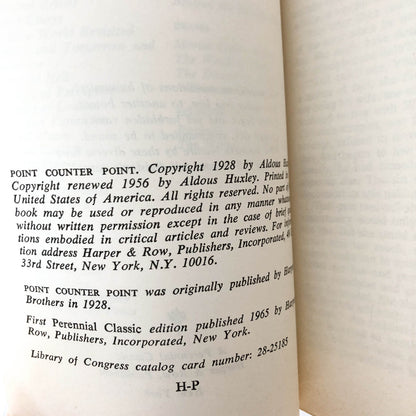 POINT COUNTER POINT. Copyright 1928 by Aldous
Copyright renewed 1956 by Aldous Huxley. Printed in
United States of America. All rights reserved. No part
book may be used or reproduced in any manner
without written permission except in the case of brief
tions embodied in critical articles and reviews. For
tion address Harper & Row, Publishers, Incorporated,
33rd Street, New York, N.Y. 10016.
POINT COUNTER POINT was originally published by
Brothers in 1928.
First Perennial Classic edition published 1965 by
Row, Publishers, Incorporated, New York.
Library of Congress catalog card number: 28-25185
H-P